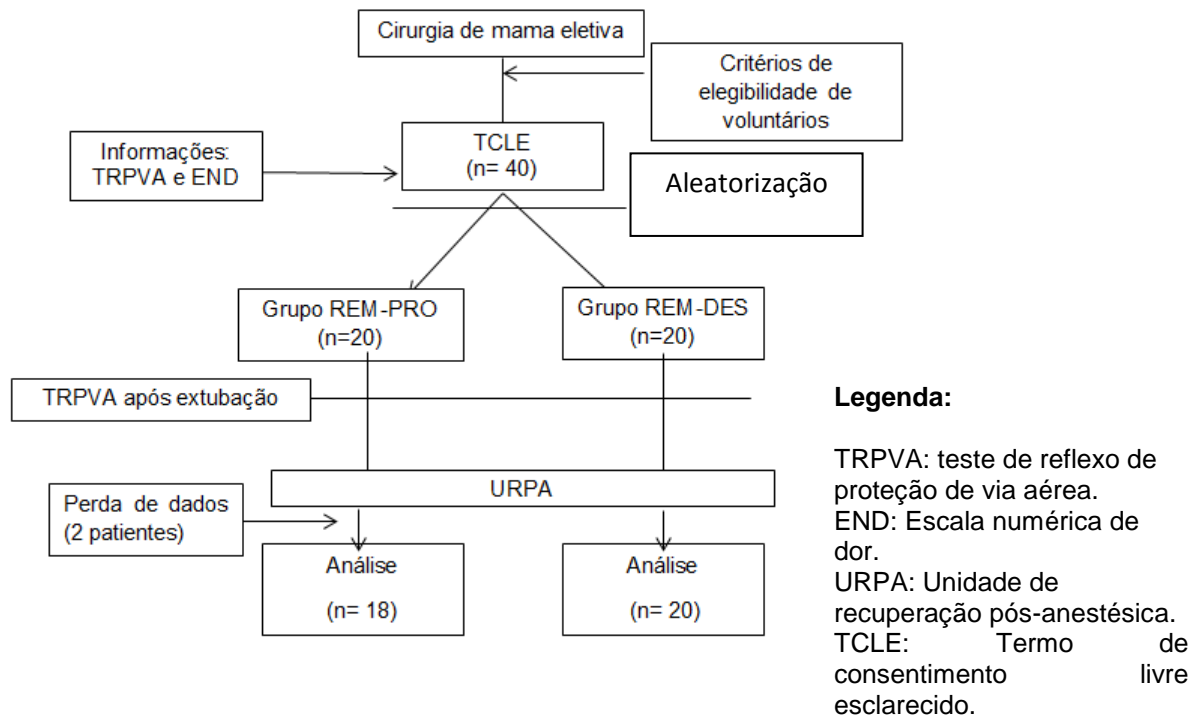 Cirurgia de mama eletiva
Critérios de
elegibilidade de
voluntários
TCLE
(n= 40)
Informações:
TRPVA e END
Aleatorização
Grupo REM-PRO
(n=20)
Grupo REM-DES
(n=20)
TRPVA após extubação
URPA
Perda de dados
(2 patientes)
Análise
(n= 18)
Análise
(n= 20)
Legenda:
TRPVA: teste de reflexo de
proteção de via aérea.
END: Escala numérica de
dor.
URPA: Unidade de
recuperação pós-anestésica.
TCLE: Termo de
consentimento livre
esclarecido.